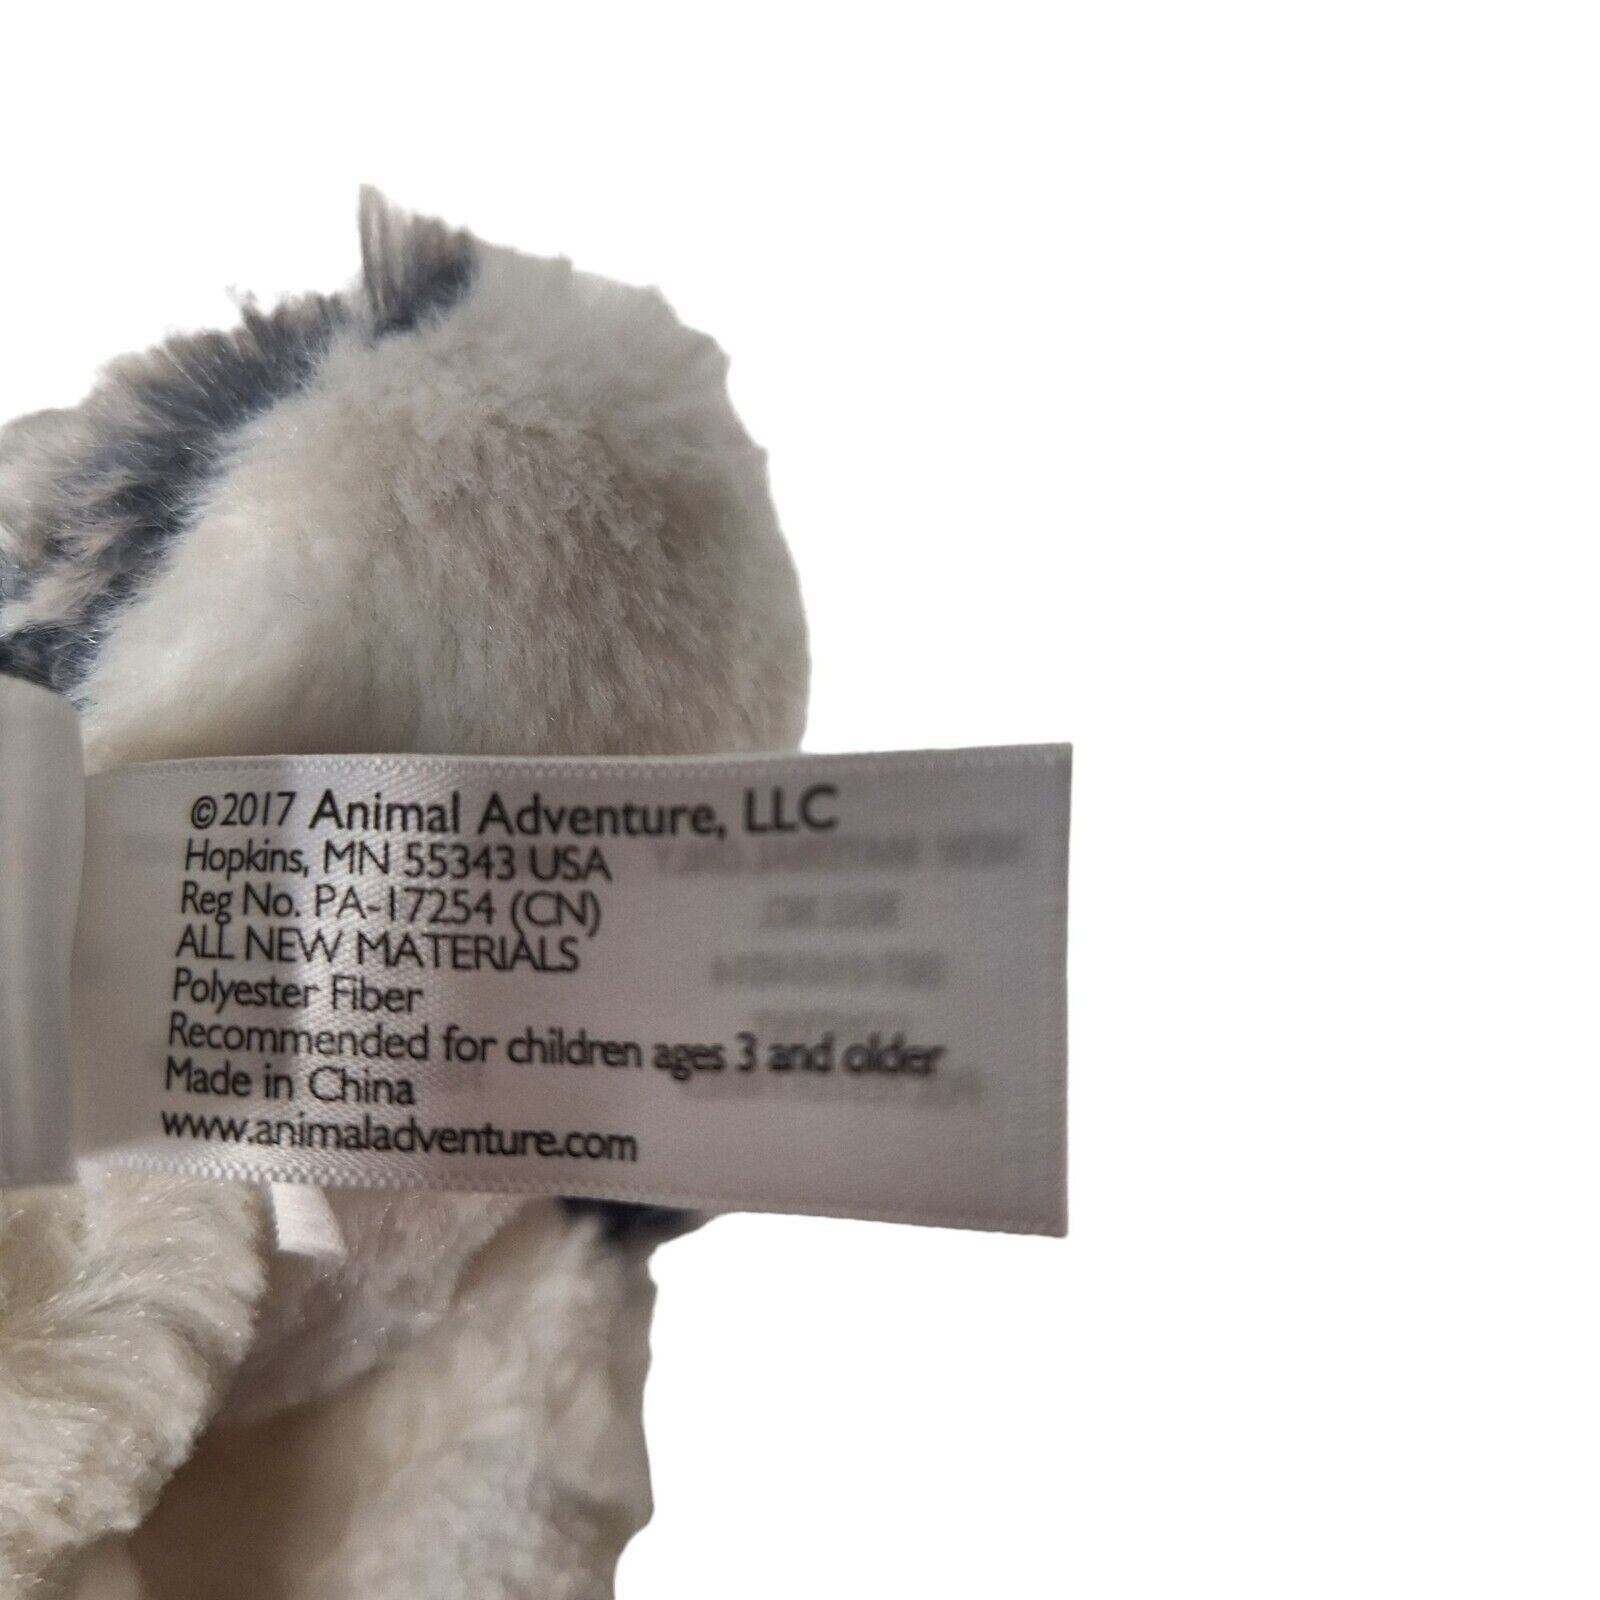 ©2017 Animal Adventure, LLC
Hopkins, MN 55343 USA
Reg No. PA-17254 (CN)
ALL NEW MATERIALS
Polyester Fiber
Recommended for children ages 3 and older
Made in China
www.animaladventure.com